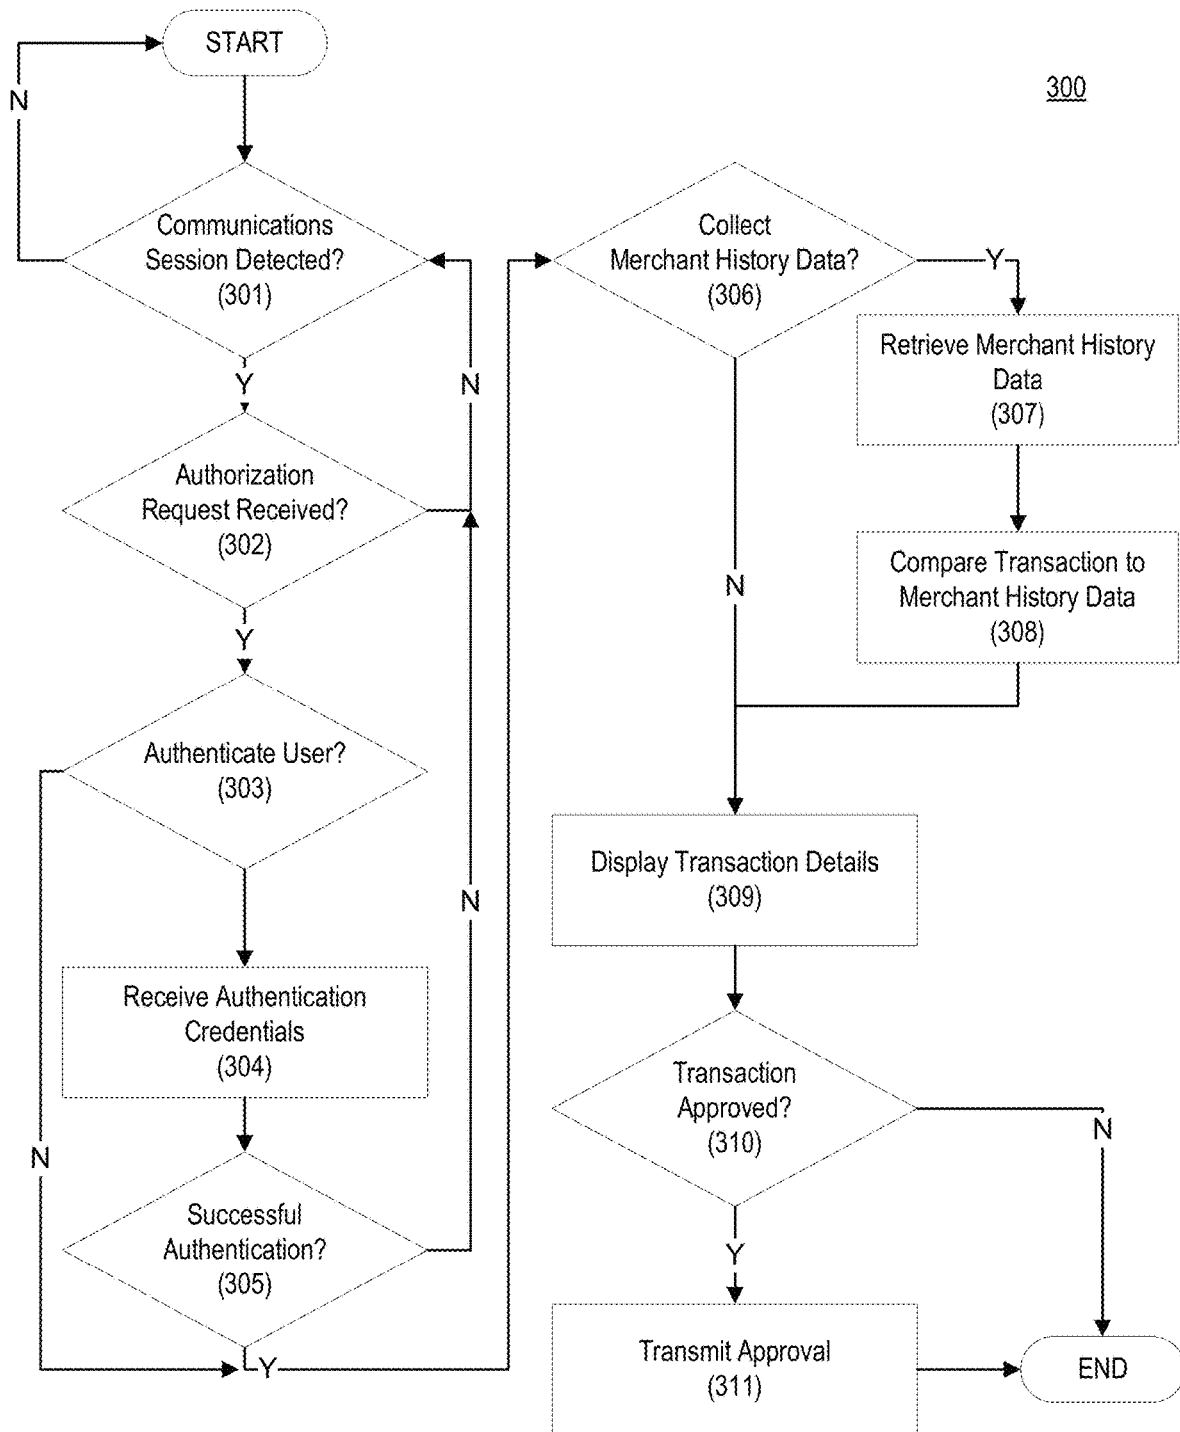 START
300
N
Communications
Session Detected?
(301)
Y
N
Authorization
Request Received?
(302)
Y
Authenticate User?
(303)
N
Receive Authentication
Credentials
(304)
N
Successful
Authentication?
(305)
Y
Collect
Merchant History Data?
(306)
Y
Retrieve Merchant History
Data
(307)
Compare Transaction to
Merchant History Data
(308)
N
Display Transaction Details
(309)
Transaction
Approved?
(310)
N
Y
Transmit Approval
(311)
END